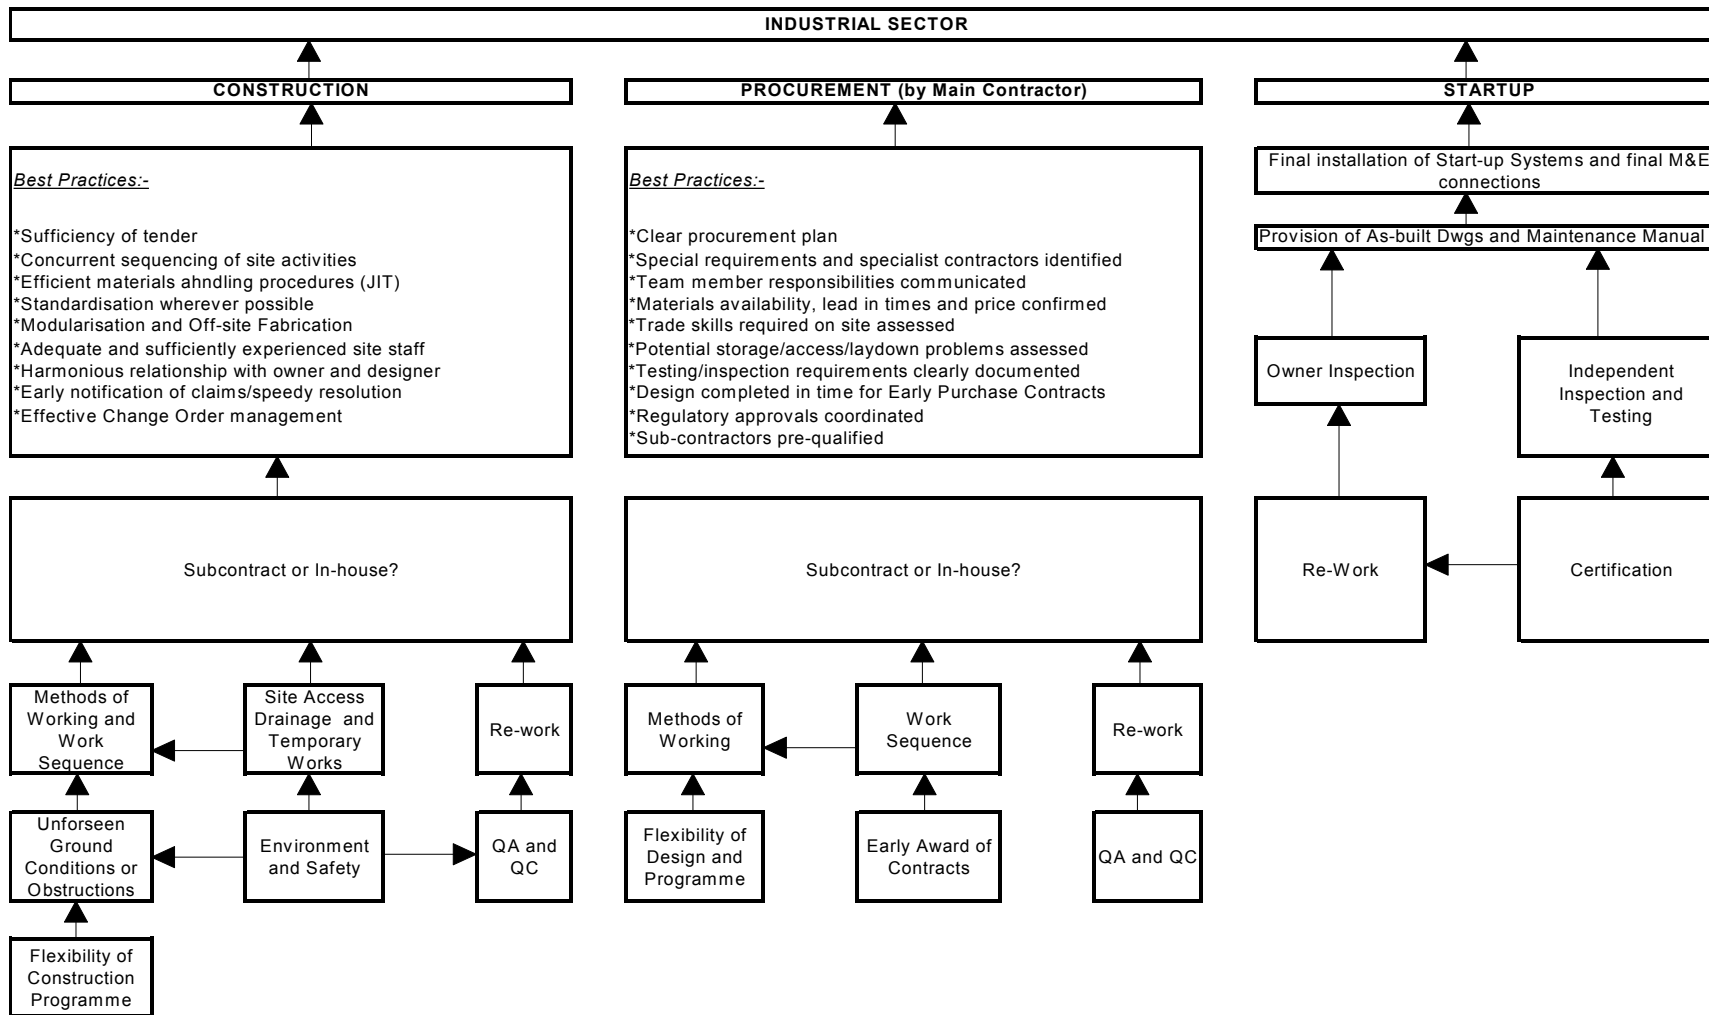 INDUSTRIAL SECTOR
CONSTRUCTION
Best Practices:-
*Sufficiency of tender
*Concurrent sequencing of site activities
*Efficient materials ahndling procedures (JIT)
*Standardisation wherever possible
*Modularisation and Off-site Fabrication
*Adequate and sufficiently experienced site staff
*Harmonious relationship with owner and designer
*Early notification of claims/speedy resolution
*Effective Change Order management
Subcontract or In-house?
Methods of
Working and
Work
Sequence
Site Access
Drainage and
Temporary
Works
Re-work
Unforseen
Ground
Conditions or
Obstructions
Environment
and Safety
QA and
QC
Flexibility of
Construction
Programme
PROCUREMENT (by Main Contractor)
Best Practices:-
*Clear procurement plan
*Special requirements and specialist contractors identified
*Team member responsibilities communicated
*Materials availability, lead in times and price confirmed
*Trade skills required on site assessed
*Potential storage/access/laydown problems assessed
*Testing/inspection requirements clearly documented
*Design completed in time for Early Purchase Contracts
*Regulatory approvals coordinated
*Sub-contractors pre-qualified
Subcontract or In-house?
Methods of
Working
Work
Sequence
Re-work
Flexibility of
Design and
Programme
Early Award of
Contracts
QA and QC
STARTUP
Final installation of Start-up Systems and final M&E
connections
Provision of As-built Dwgs and Maintenance Manual
Owner Inspection
Independent
Inspection and
Testing
Re-Work
Certification